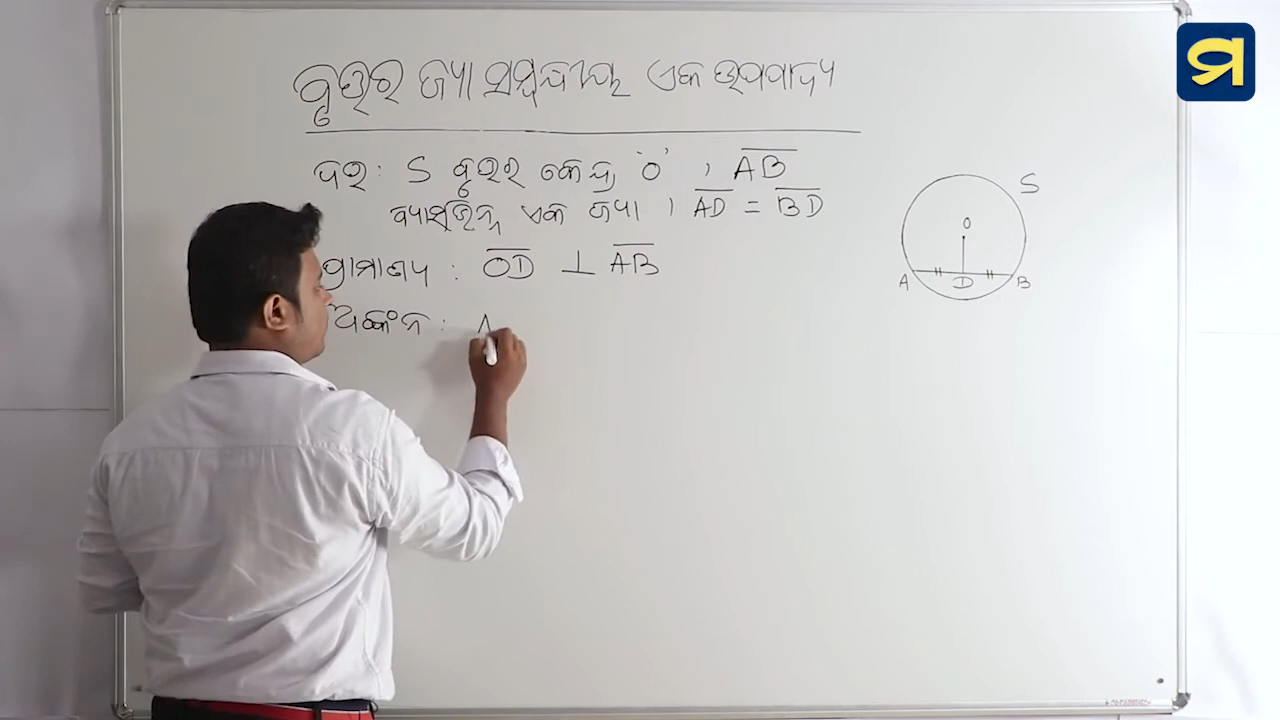 ବୃତ୍ତର ଜ୍ୟା ସମ୍ବନ୍ଧୀୟ ଏକ ଉପପାଦ୍ୟ
ଦତ୍ତ : S ବୃତ୍ତର କେନ୍ଦ୍ର 'O' , AB
ବ୍ୟାସଭିନ୍ନ ଏକ ଜ୍ୟା । AD = BD
ପ୍ରାମାଣ୍ୟ : OD ⊥ AB
ଅଙ୍କନ : A
S
O
A D B
ପ୍ର